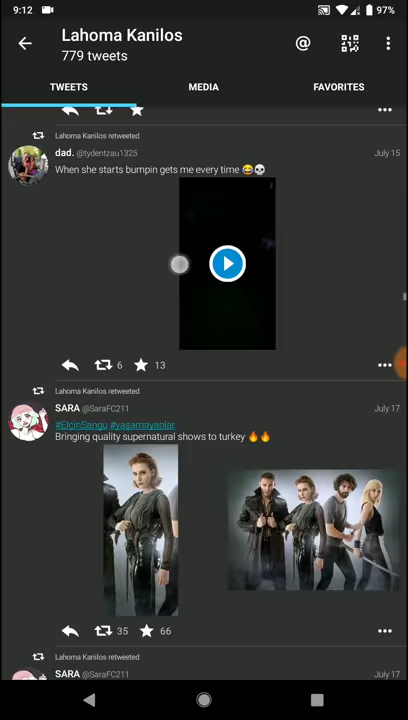 9:12
97%
Lahoma Kanilos
779 tweets
TWEETS
MEDIA
FAVORITES
Lahoma Kanilos retweeted
dad. @tydentzau1325
July 15
When she starts bumpin gets me every time 😂💀
6
13
Lahoma Kanilos retweeted
SARA @SaraFC211
July 17
#ElçinSangu #yaşamayanlar
Bringing quality supernatural shows to turkey 🔥🔥
35
66
Lahoma Kanilos retweeted
SARA @SaraFC211
July 17